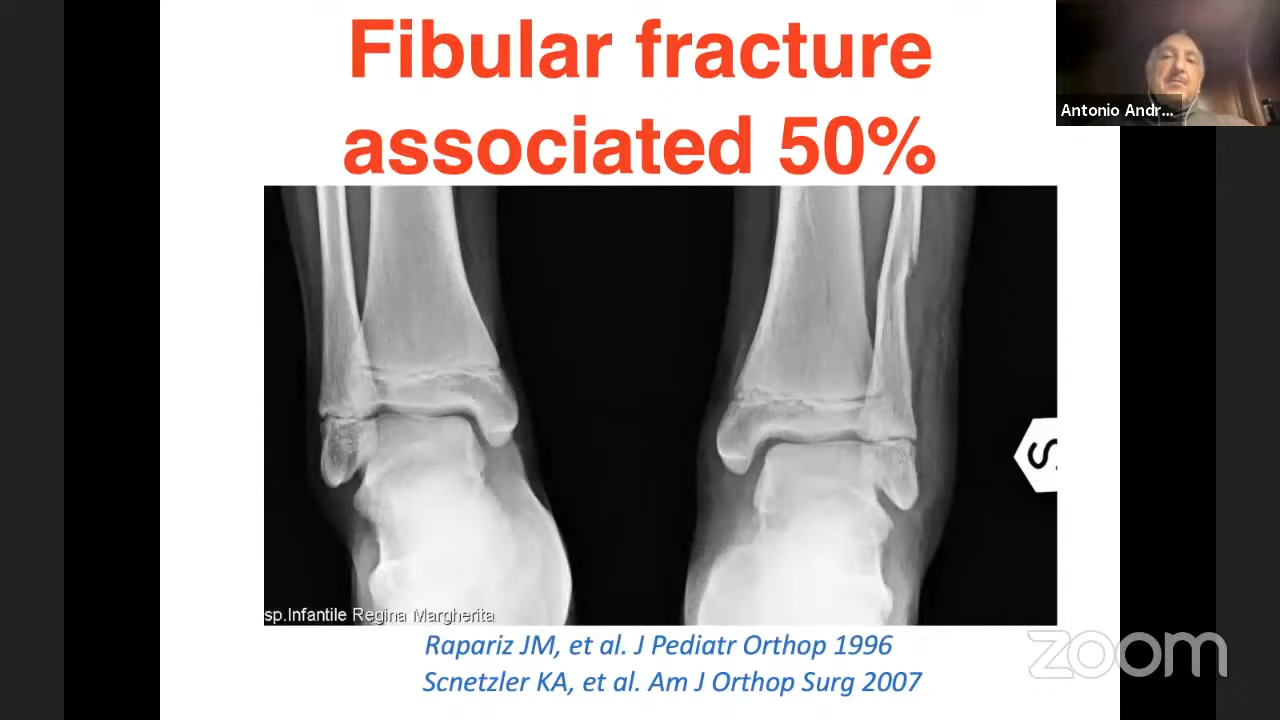 Fibular fracture
associated 50%
Antonio Andr...
S
sp.Infantile Regina Margherita
Rapariz JM, et al. J Pediatr Orthop 1996
Scnetzler KA, et al. Am J Orthop Surg 2007
zoom